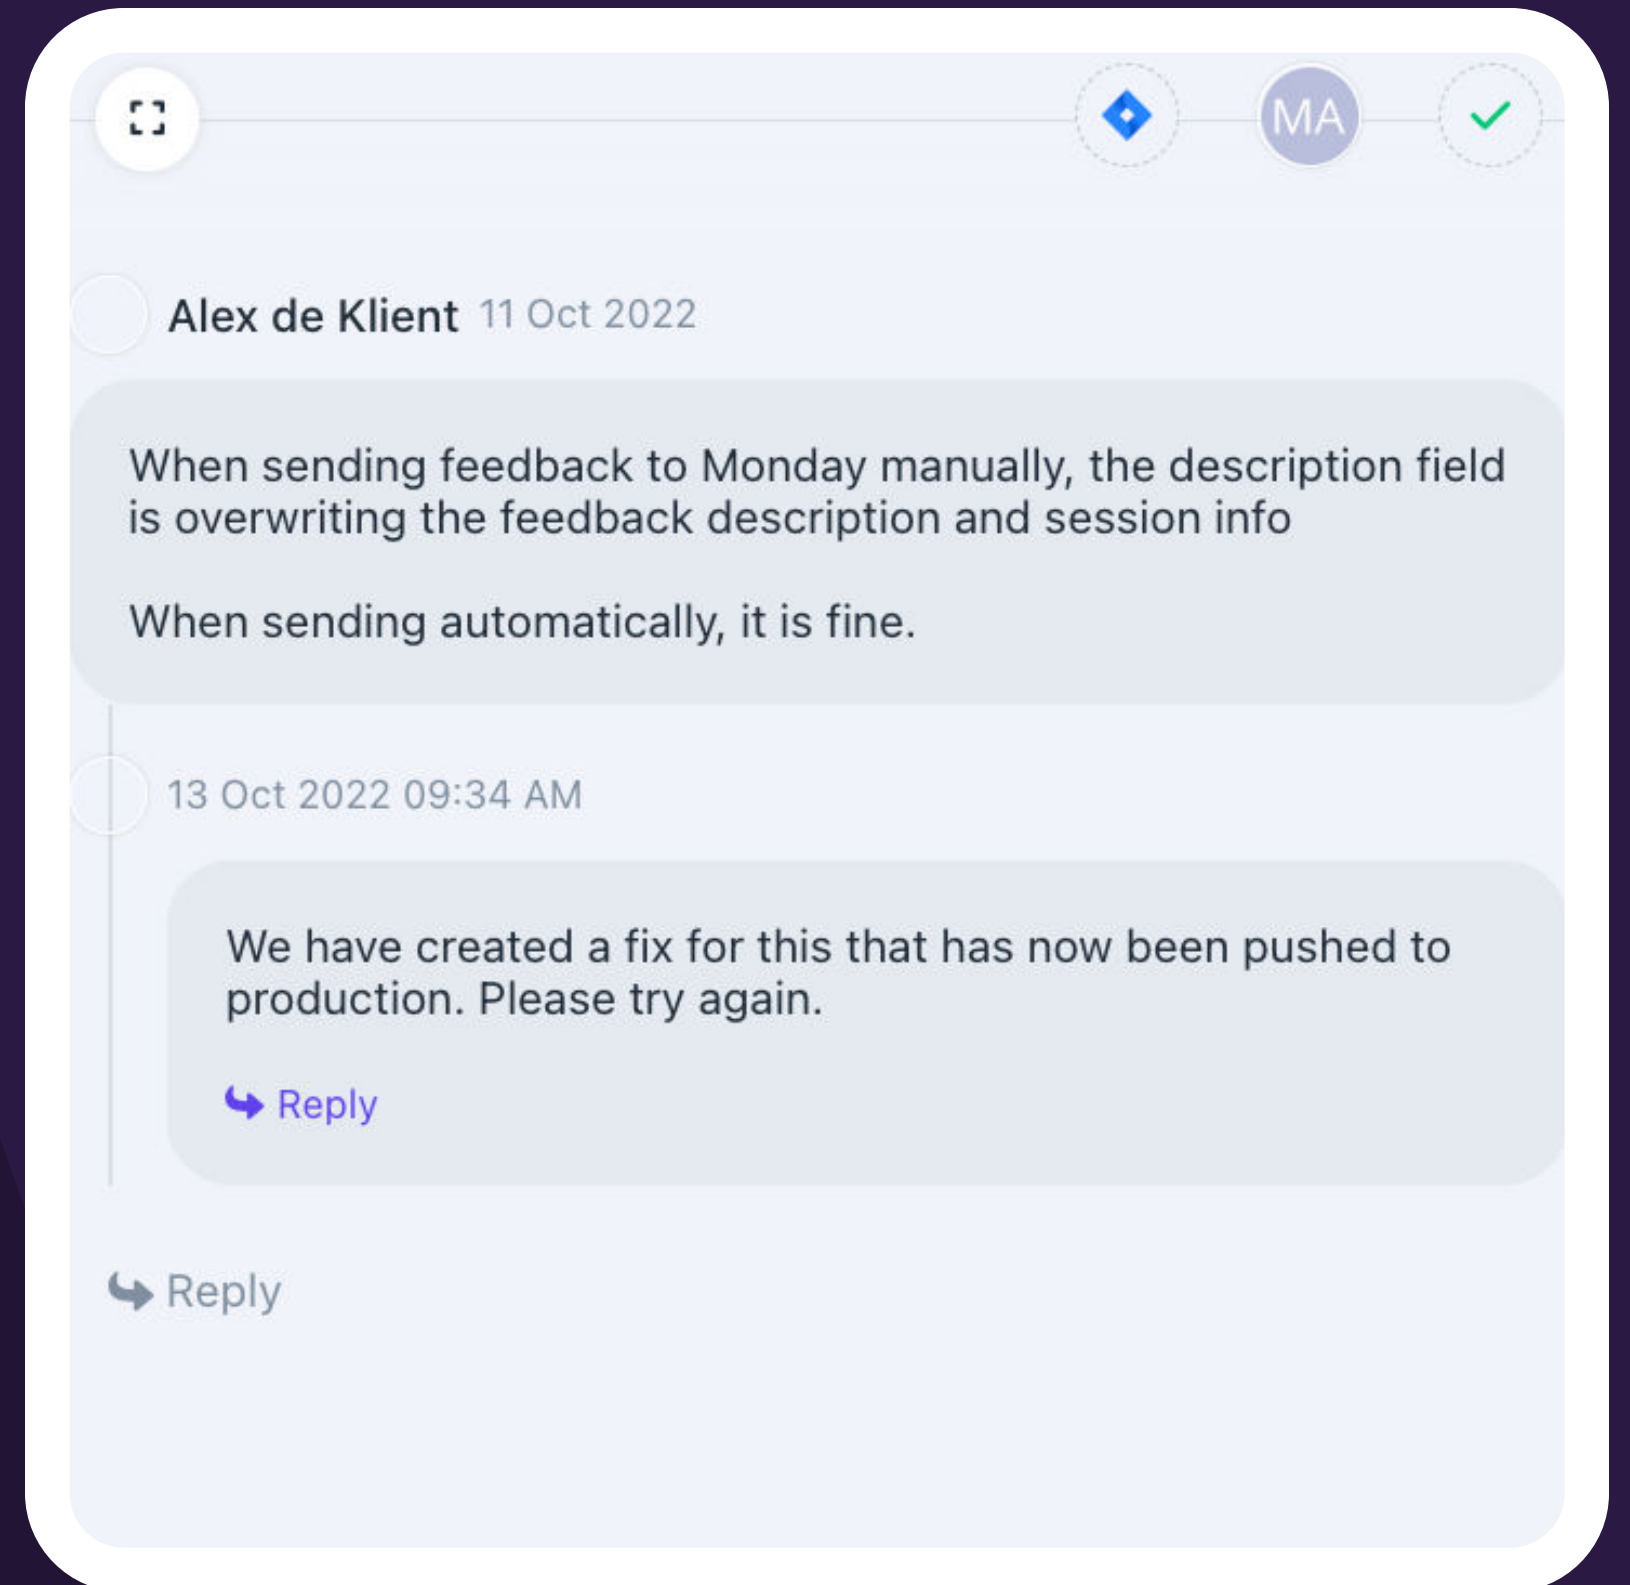 MA
Alex de Klient 11 Oct 2022
When sending feedback to Monday manually, the description field
is overwriting the feedback description and session info
When sending automatically, it is fine.
13 Oct 2022 09:34 AM
We have created a fix for this that has now been pushed to
production. Please try again.
Reply
Reply